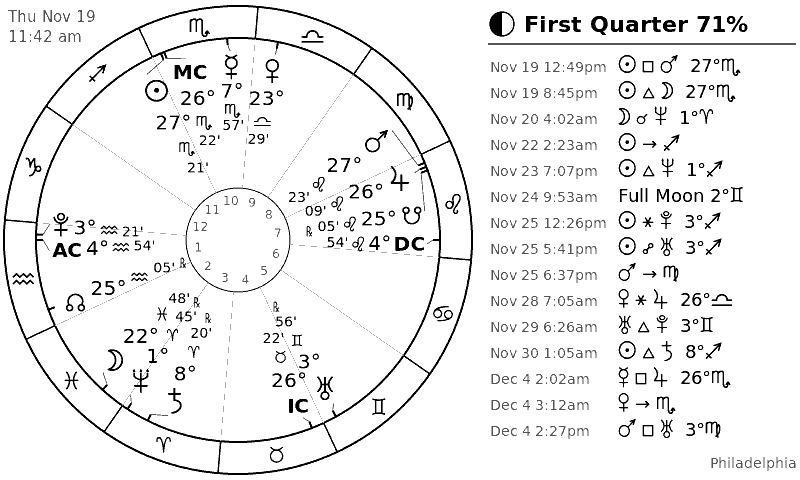 Thu Nov 19
11:42 am
First Quarter 71%
Nov 19 12:49pm ☉ □ ♂ 27°♏
Nov 19 8:45pm ☉ △ ☽ 27°♏
Nov 20 4:02am ☽ ☌ ♆ 1°♈
Nov 22 2:23am ☉ → ♐
Nov 23 7:07pm ☉ △ ♆ 1°♐
Nov 24 9:53am Full Moon 2°♊
Nov 25 12:26pm ☉ ⚹ ♇ 3°♐
Nov 25 5:41pm ☉ ☍ ♅ 3°♐
Nov 25 6:37pm ♂ → ♍
Nov 28 7:05am ♀ ⚹ ♃ 26°♎
Nov 29 6:26am ♅ △ ♇ 3°♊
Nov 30 1:05am ☉ △ ♄ 8°♐
Dec 4 2:02am ☿ □ ♃ 26°♏
Dec 4 3:12am ♀ → ♏
Dec 4 2:27pm ♂ □ ♅ 3°♍
Philadelphia
☉ 27° ♏ 21'
MC 26° ♏ 22'
☿ 7° ♏ 57'
♀ 23° ♎ 29'
♂ 27° ♌ 23'
♃ 26° ♌ 09'
☋ 25° ♌ 05' ℞
DC 4° ♌ 54'
♅ 3° ♊ 56' ℞
IC 26° ♉ 22'
♄ 8° ♈ 20' ℞
♆ 1° ♈ 45' ℞
☽ 22° ♓ 48'
☊ 25° ♒ 05' ℞
AC 4° ♒ 54'
♇ 3° ♒ 21'
♈
♉
♊
♋
♌
♍
♎
♏
♐
♑
♒
♓
1
2
3
4
5
6
7
8
9
10
11
12